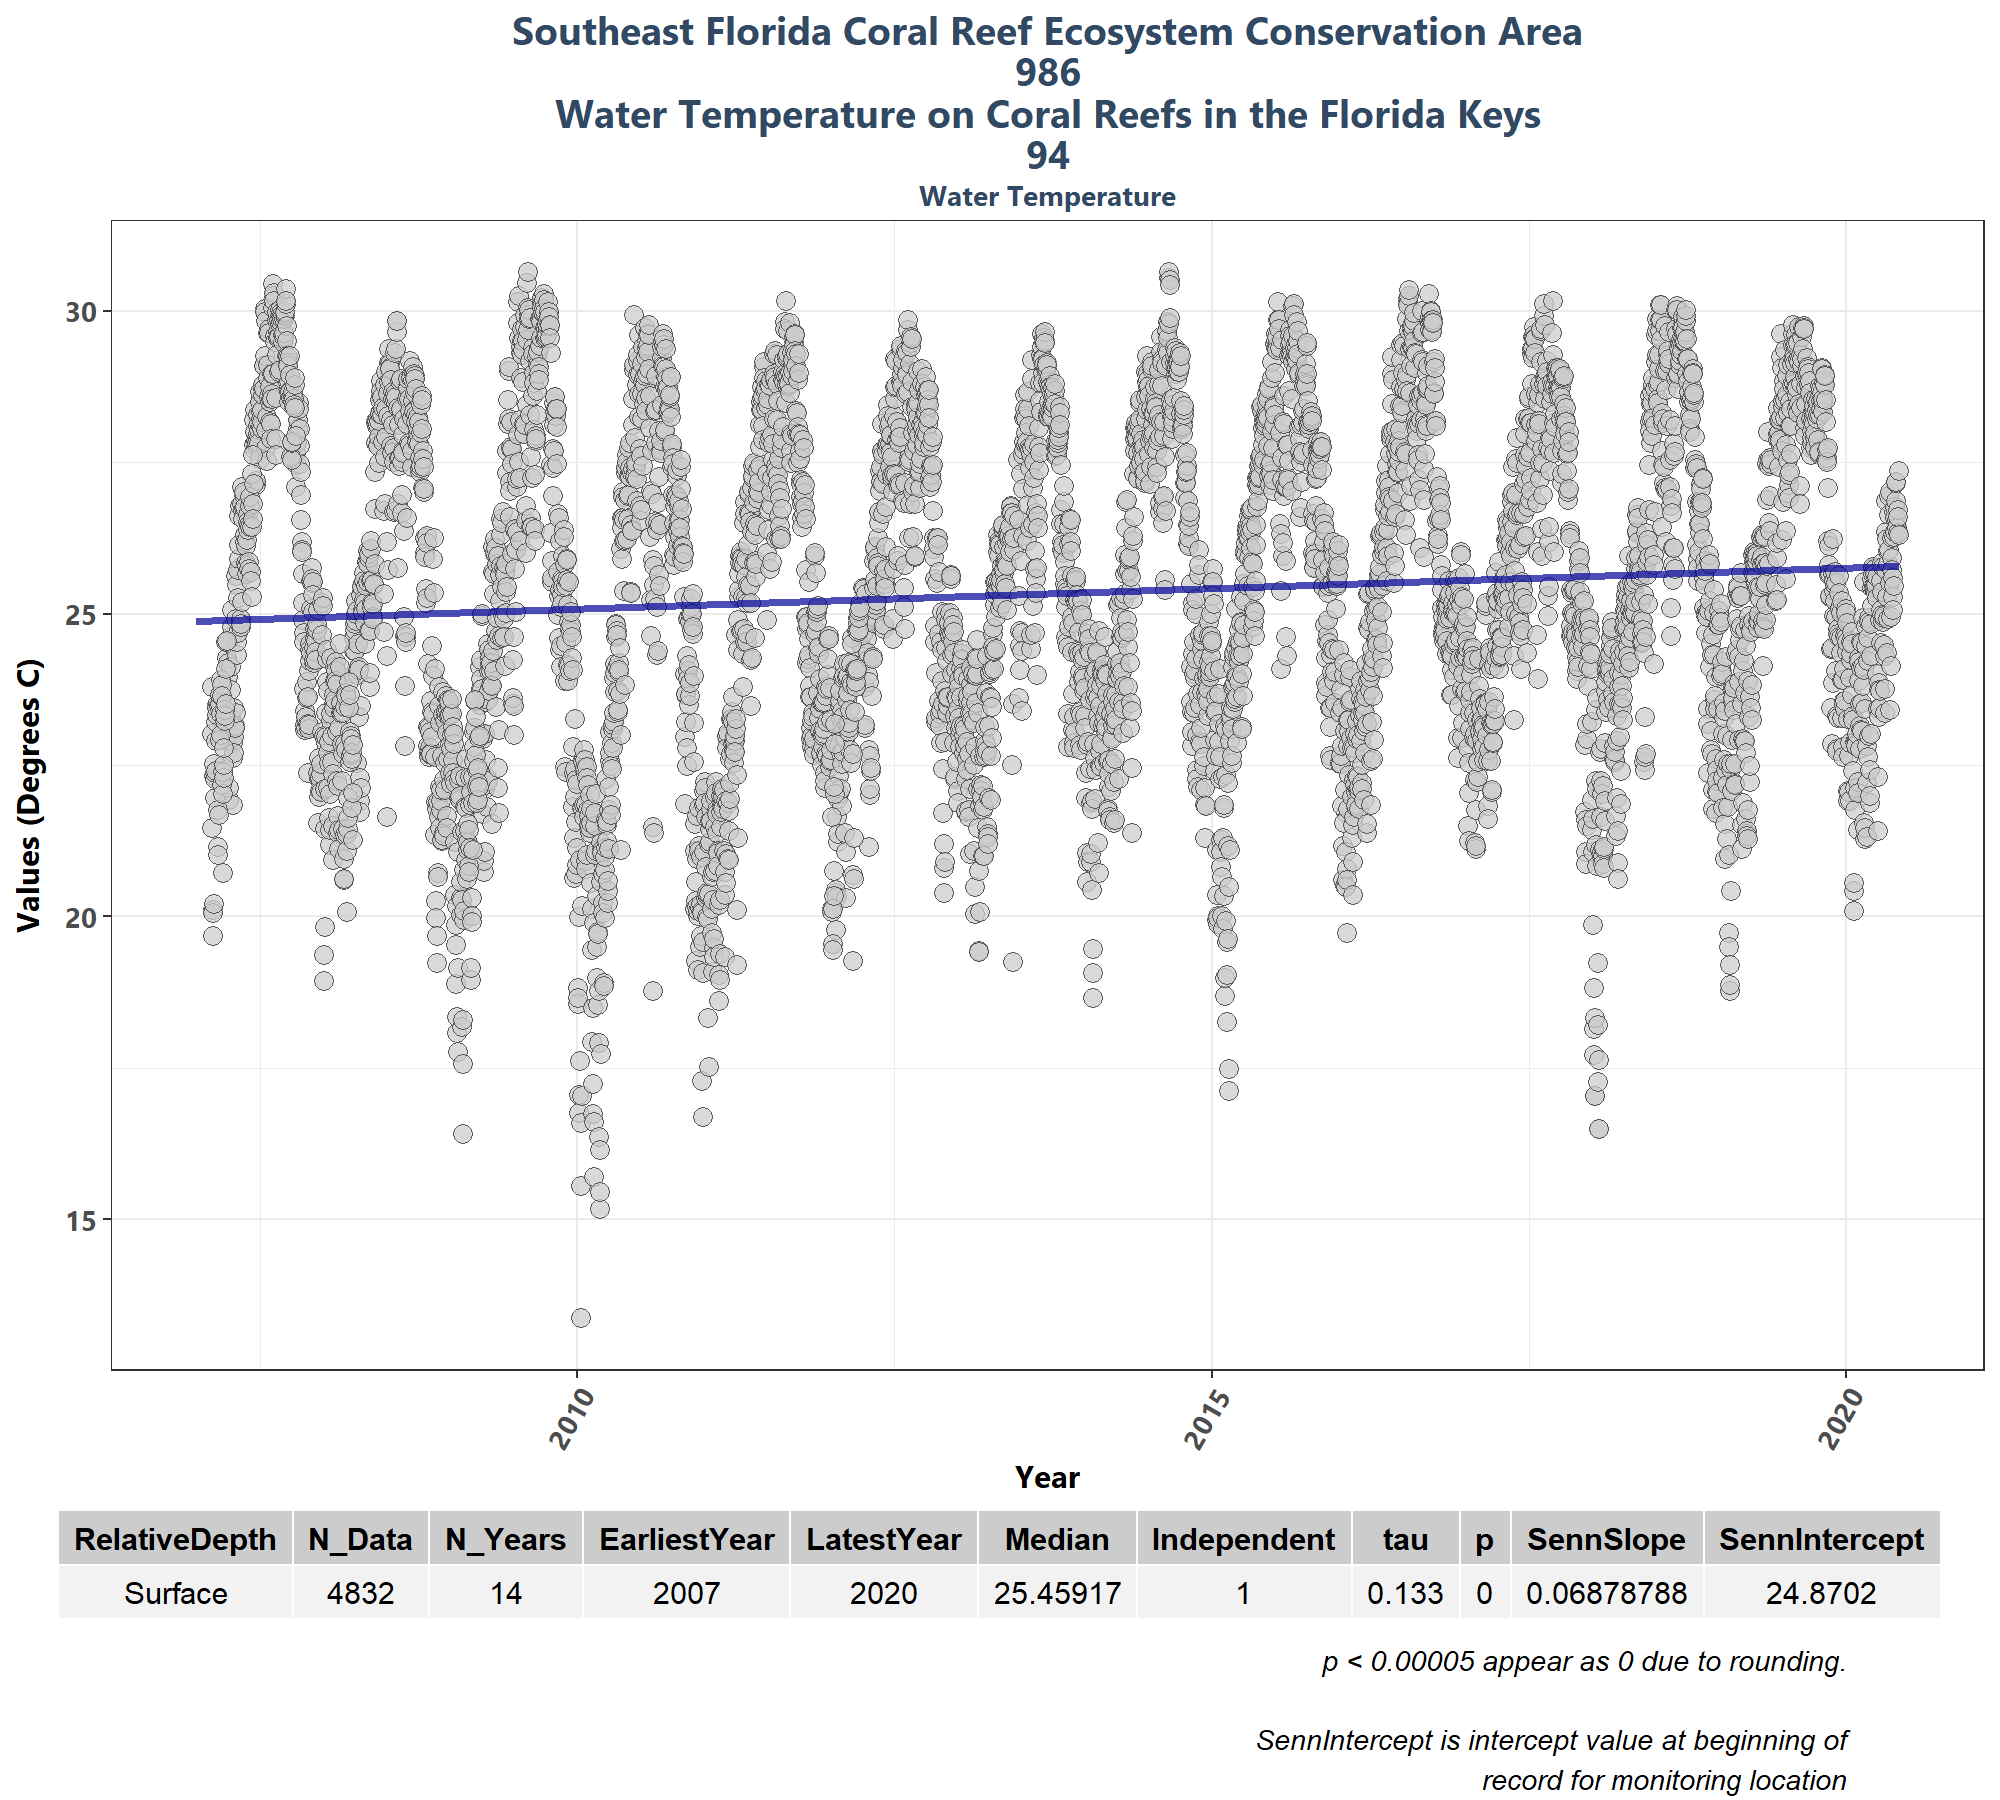 Southeast Florida Coral Reef Ecosystem Conservation Area
986
Water Temperature on Coral Reefs in the Florida Keys
94
Water Temperature
30
25
20
15
Values (Degrees C)
2010
2015
2020
Year
RelativeDepth N_Data N_Years EarliestYear LatestYear Median Independent tau p SennSlope SennIntercept
Surface 4832 14 2007 2020 25.45917 1 0.133 0 0.06878788 24.8702
p < 0.00005 appear as 0 due to rounding.
SennIntercept is intercept value at beginning of
record for monitoring location